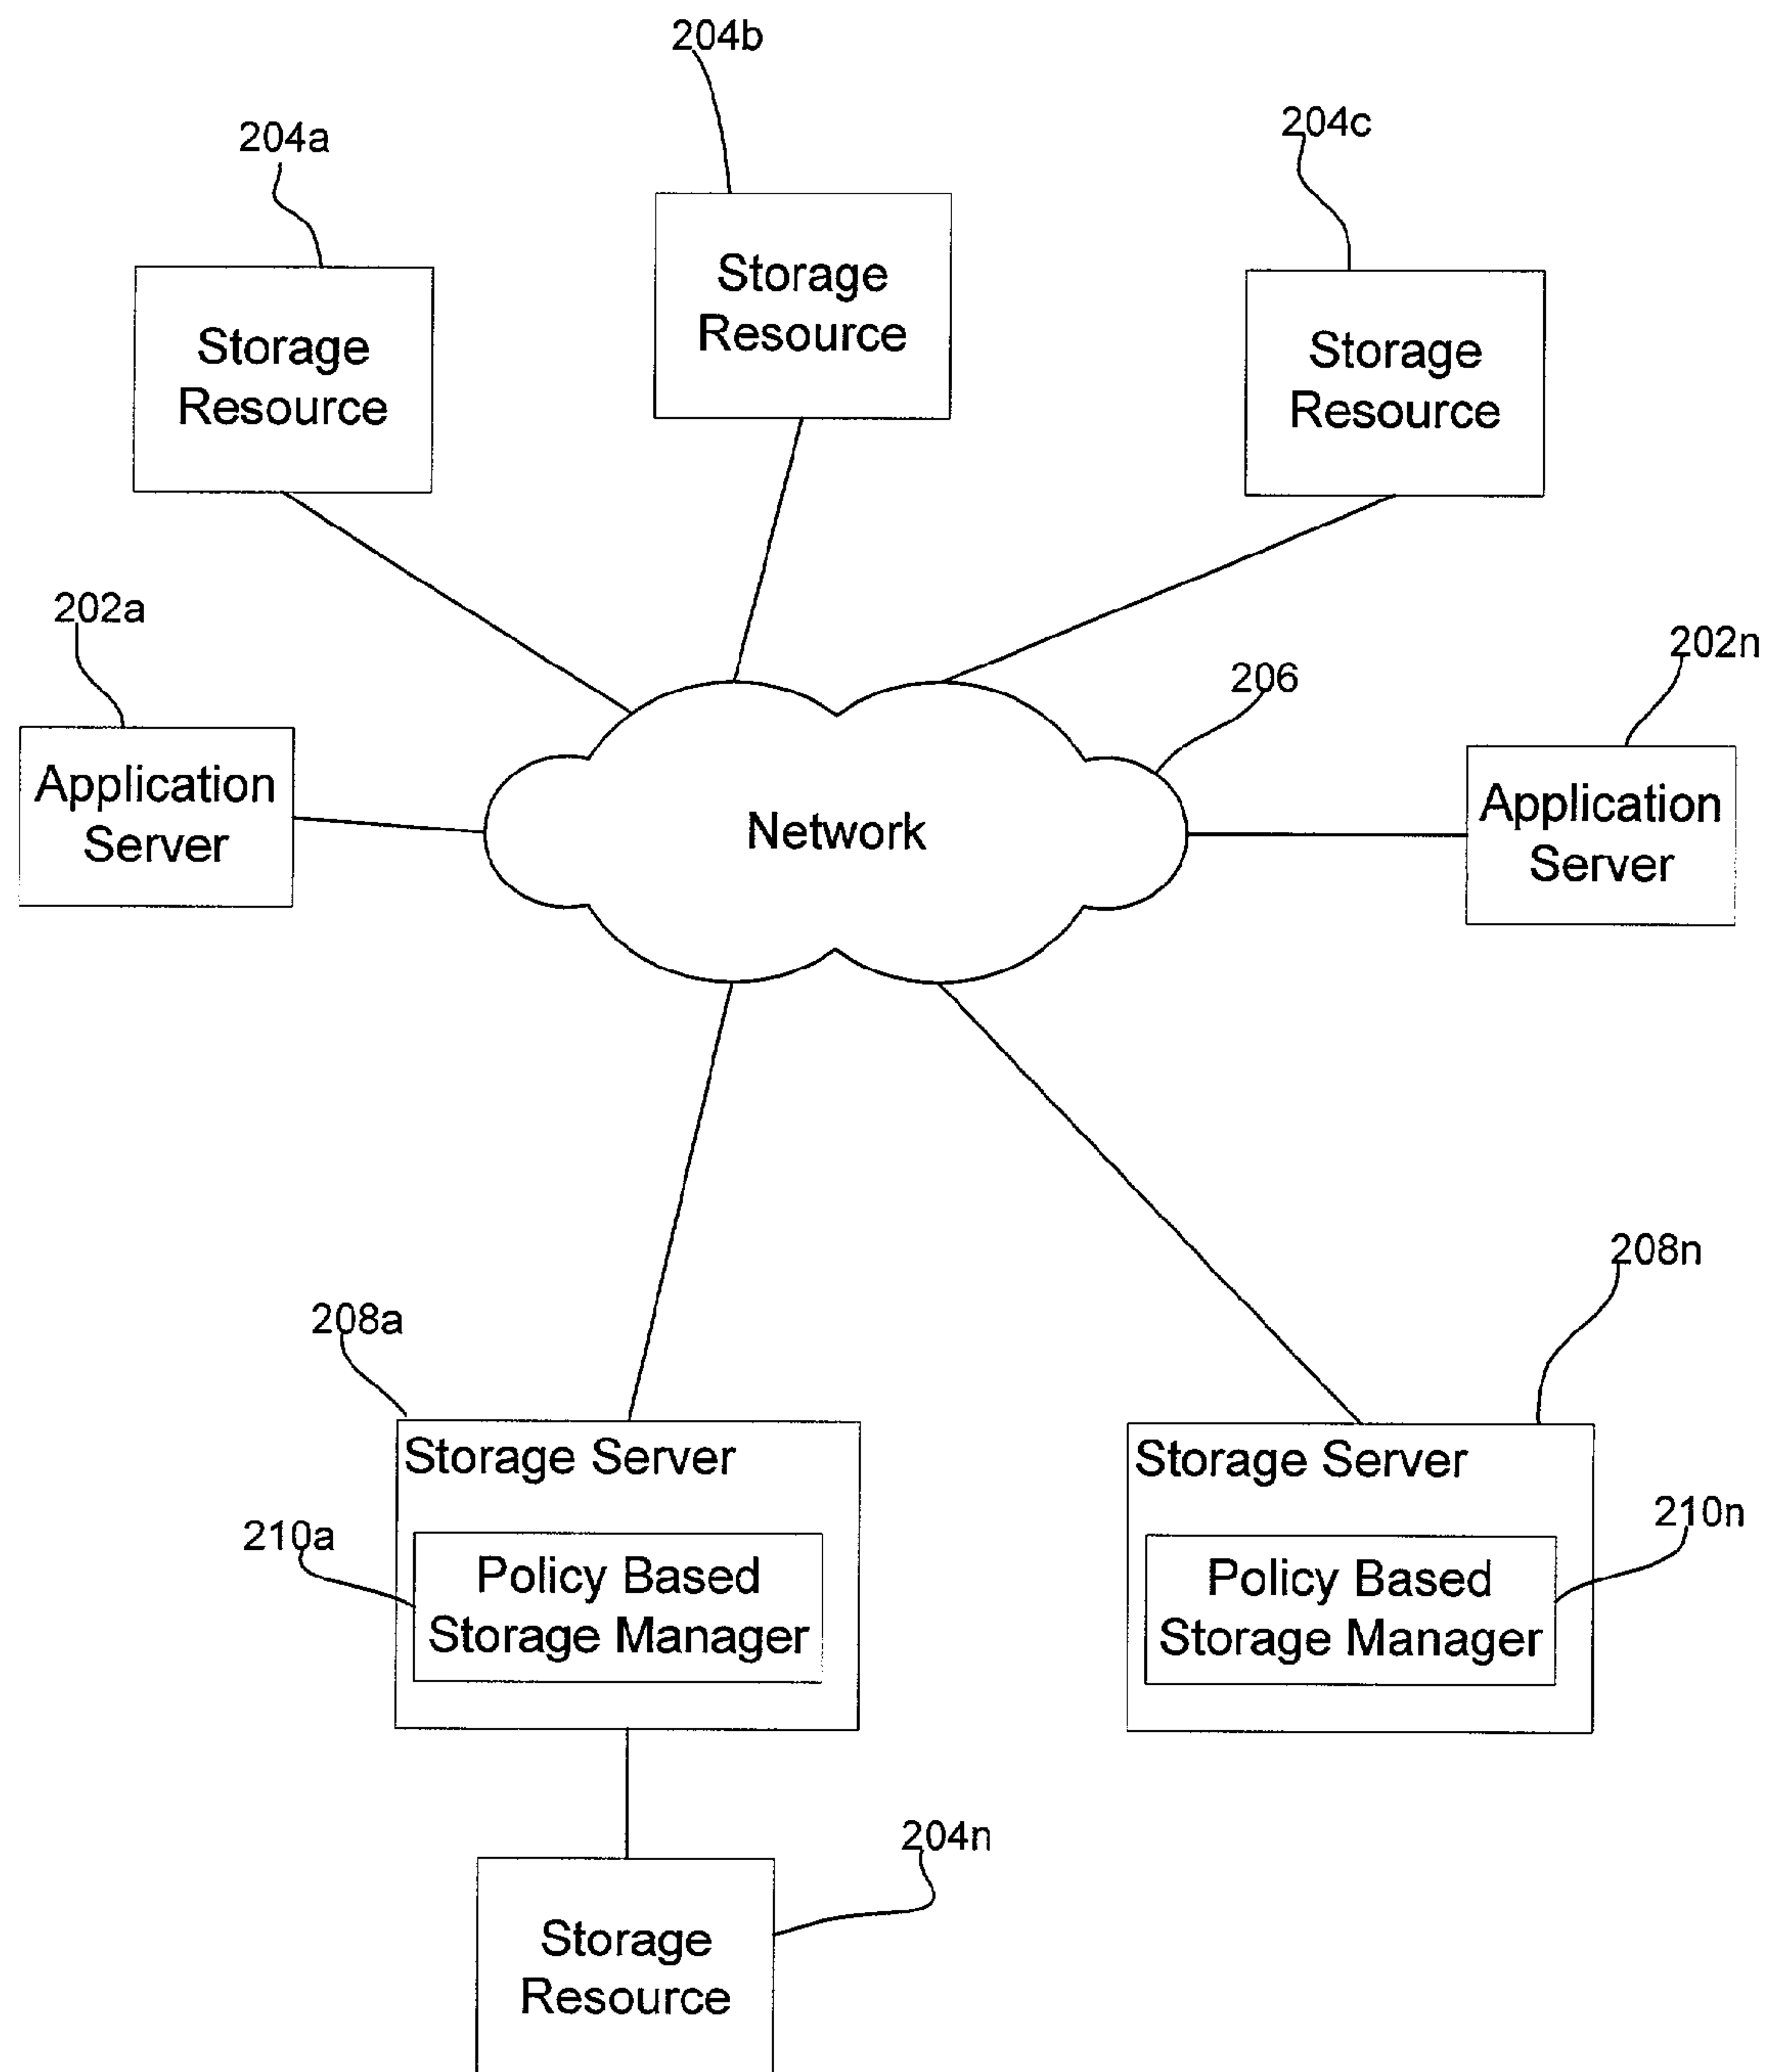 204b
204a
204c
Storage
Resource
Storage
Resource
Storage
Resource
202a
202n
206
Application
Server
Network
Application
Server
208n
208a
Storage Server
Storage Server
210a
210n
Policy Based
Storage Manager
Policy Based
Storage Manager
204n
Storage
Resource